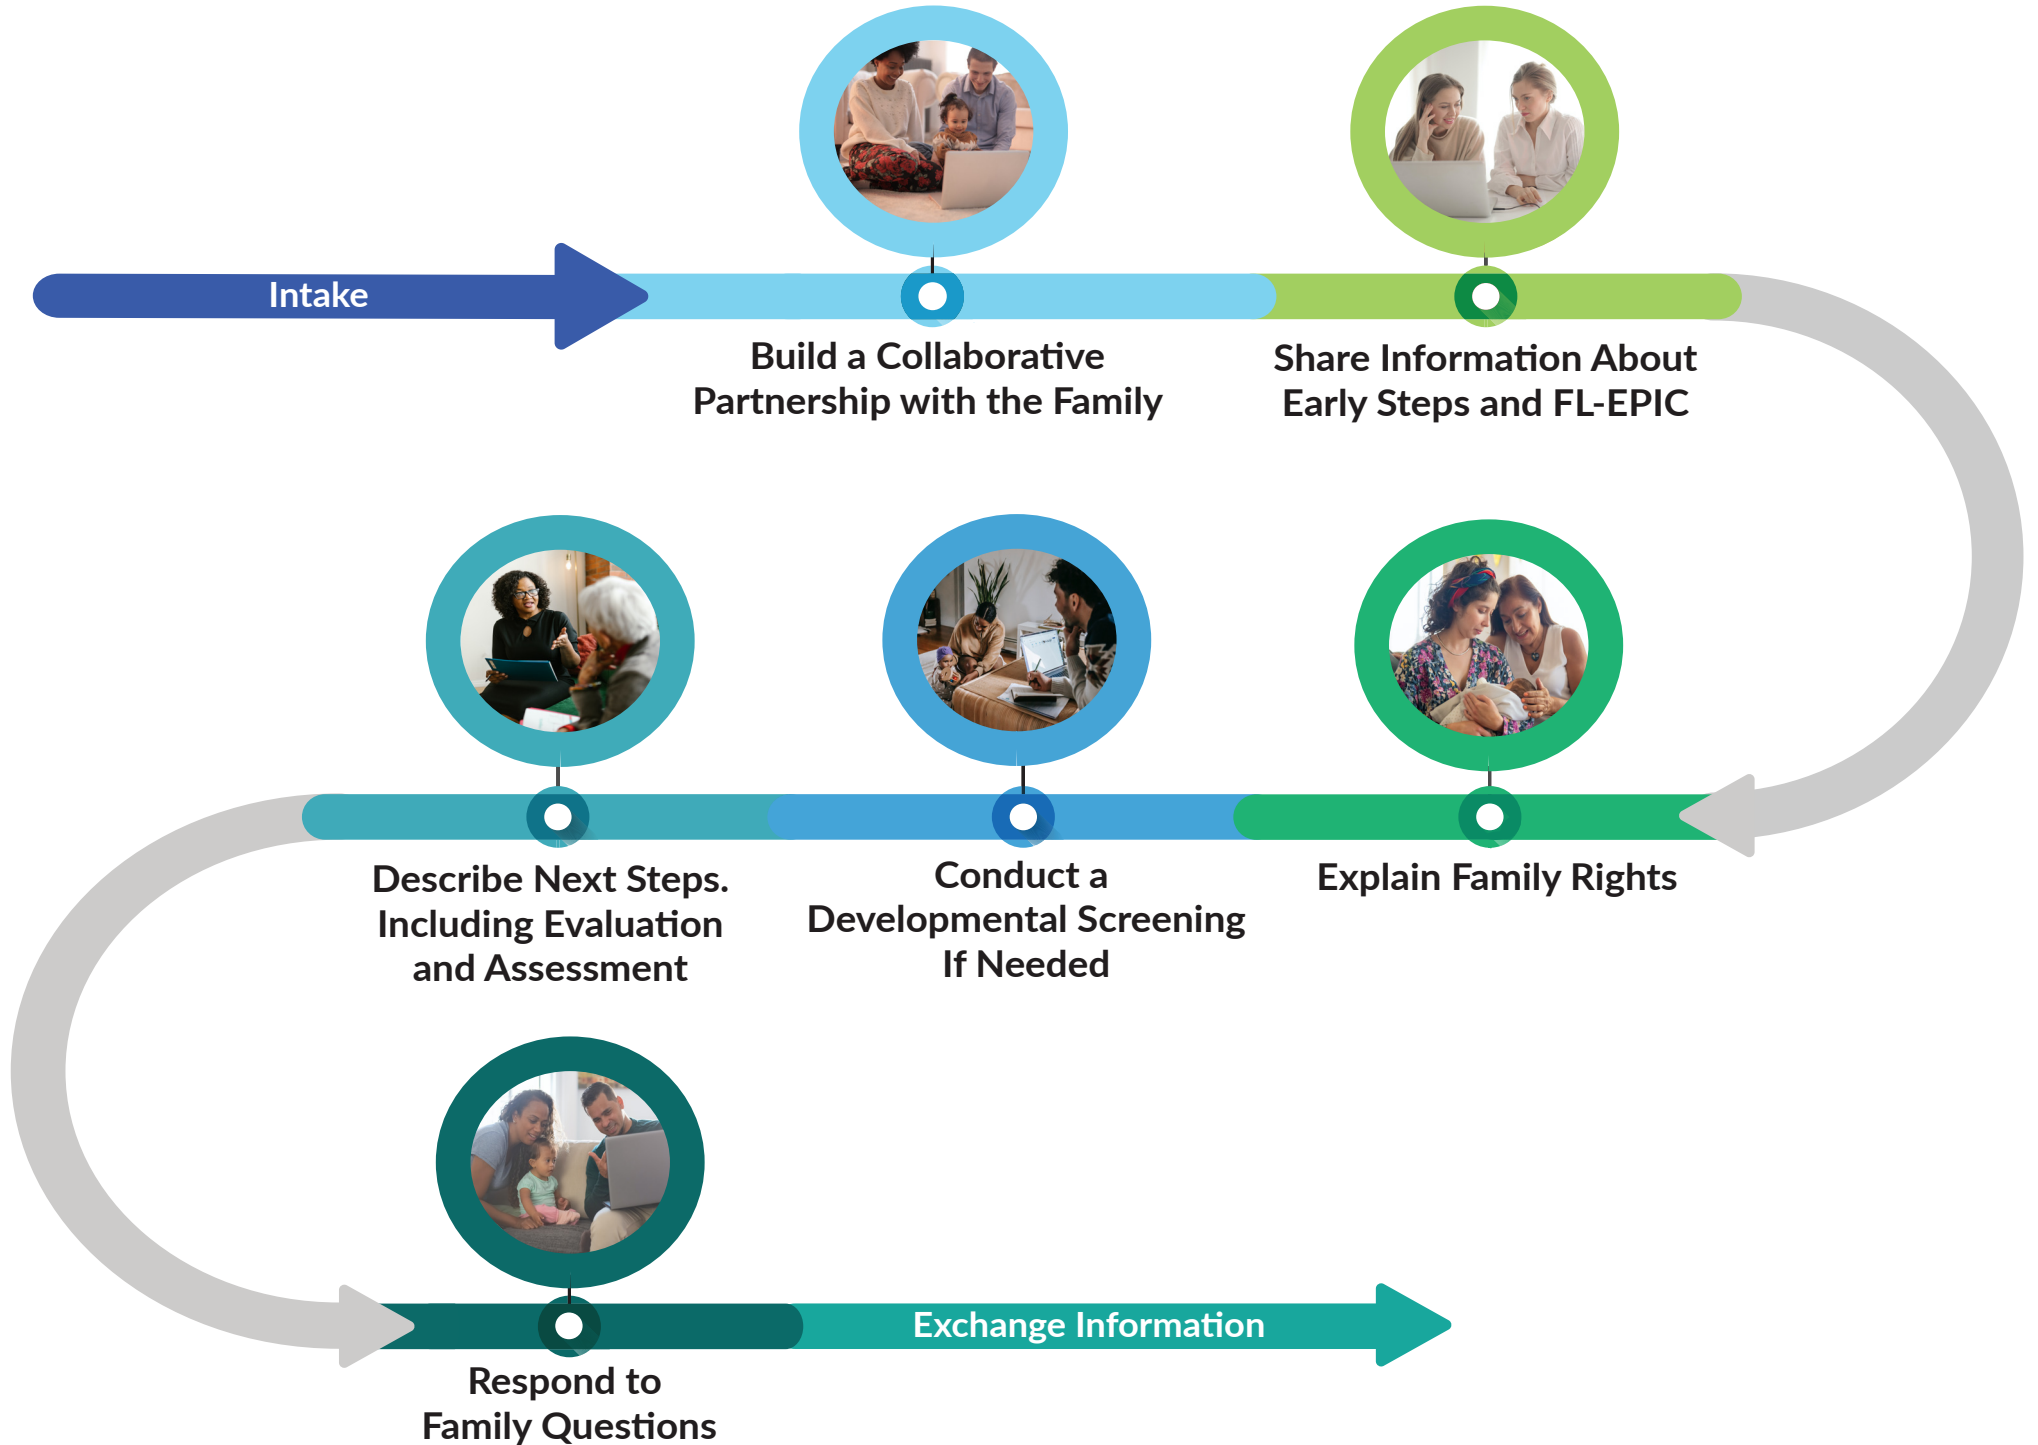 Intake
Build a Collaborative
Partnership with the Family
Share Information About
Early Steps and FL-EPIC
Explain Family Rights
Conduct a
Developmental Screening
If Needed
Describe Next Steps.
Including Evaluation
and Assessment
Respond to
Family Questions
Exchange Information